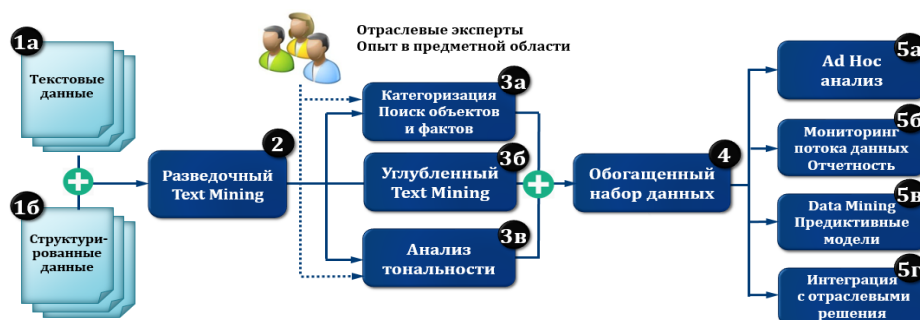 1а
Текстовые
данные
1б
Структури-
рованные
данные
Отраслевые эксперты
Опыт в предметной области
2
Разведочный
Text Mining
3а
Категоризация
Поиск объектов
и фактов
3б
Углубленный
Text Mining
3в
Анализ
тональности
4
Обогащенный
набор данных
5а
Ad Hoc
анализ
5б
Мониторинг
потока данных
Отчетность
5в
Data Mining
Предиктивные
модели
5г
Интеграция
с отраслевыми
решения